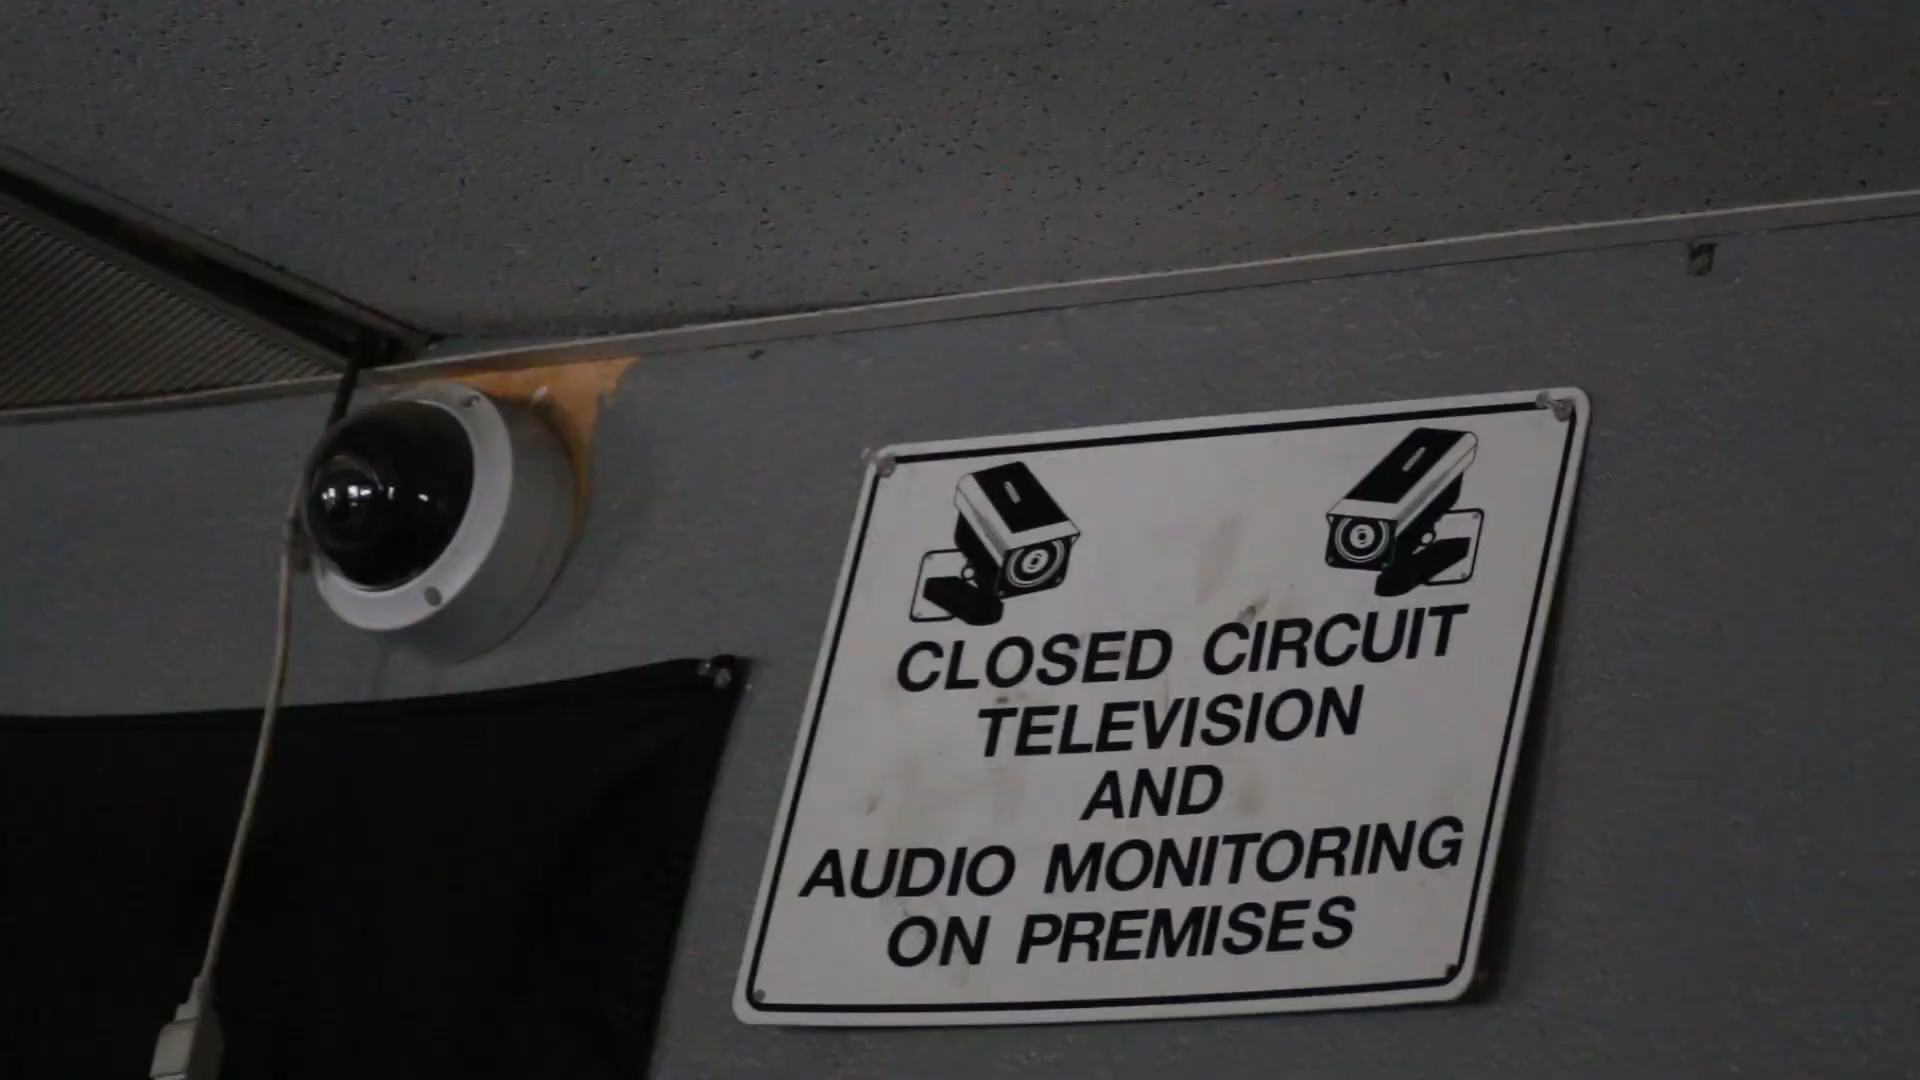 CLOSED CIRCUIT
TELEVISION
AND
AUDIO MONITORING
ON PREMISES